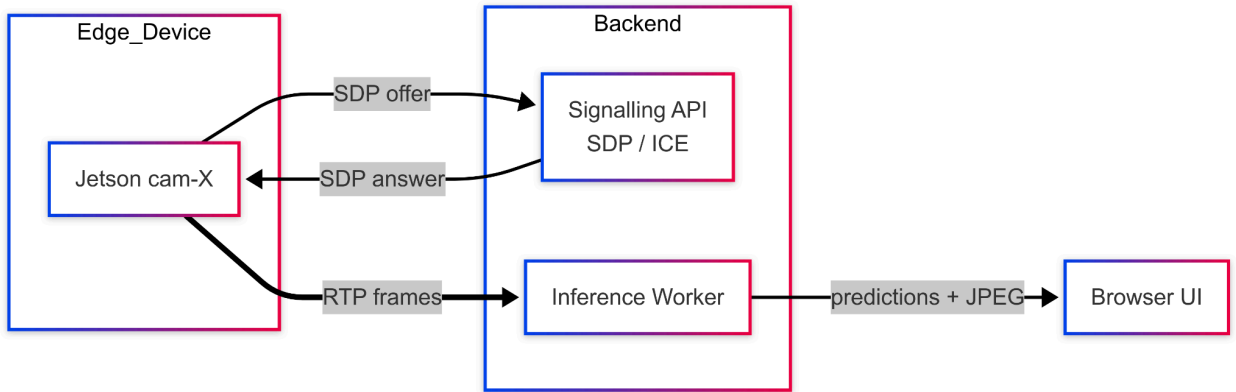 Edge_Device
Backend
SDP offer
Signalling API
SDP / ICE
Jetson cam-X
SDP answer
RTP frames
Inference Worker
predictions + JPEG
Browser UI